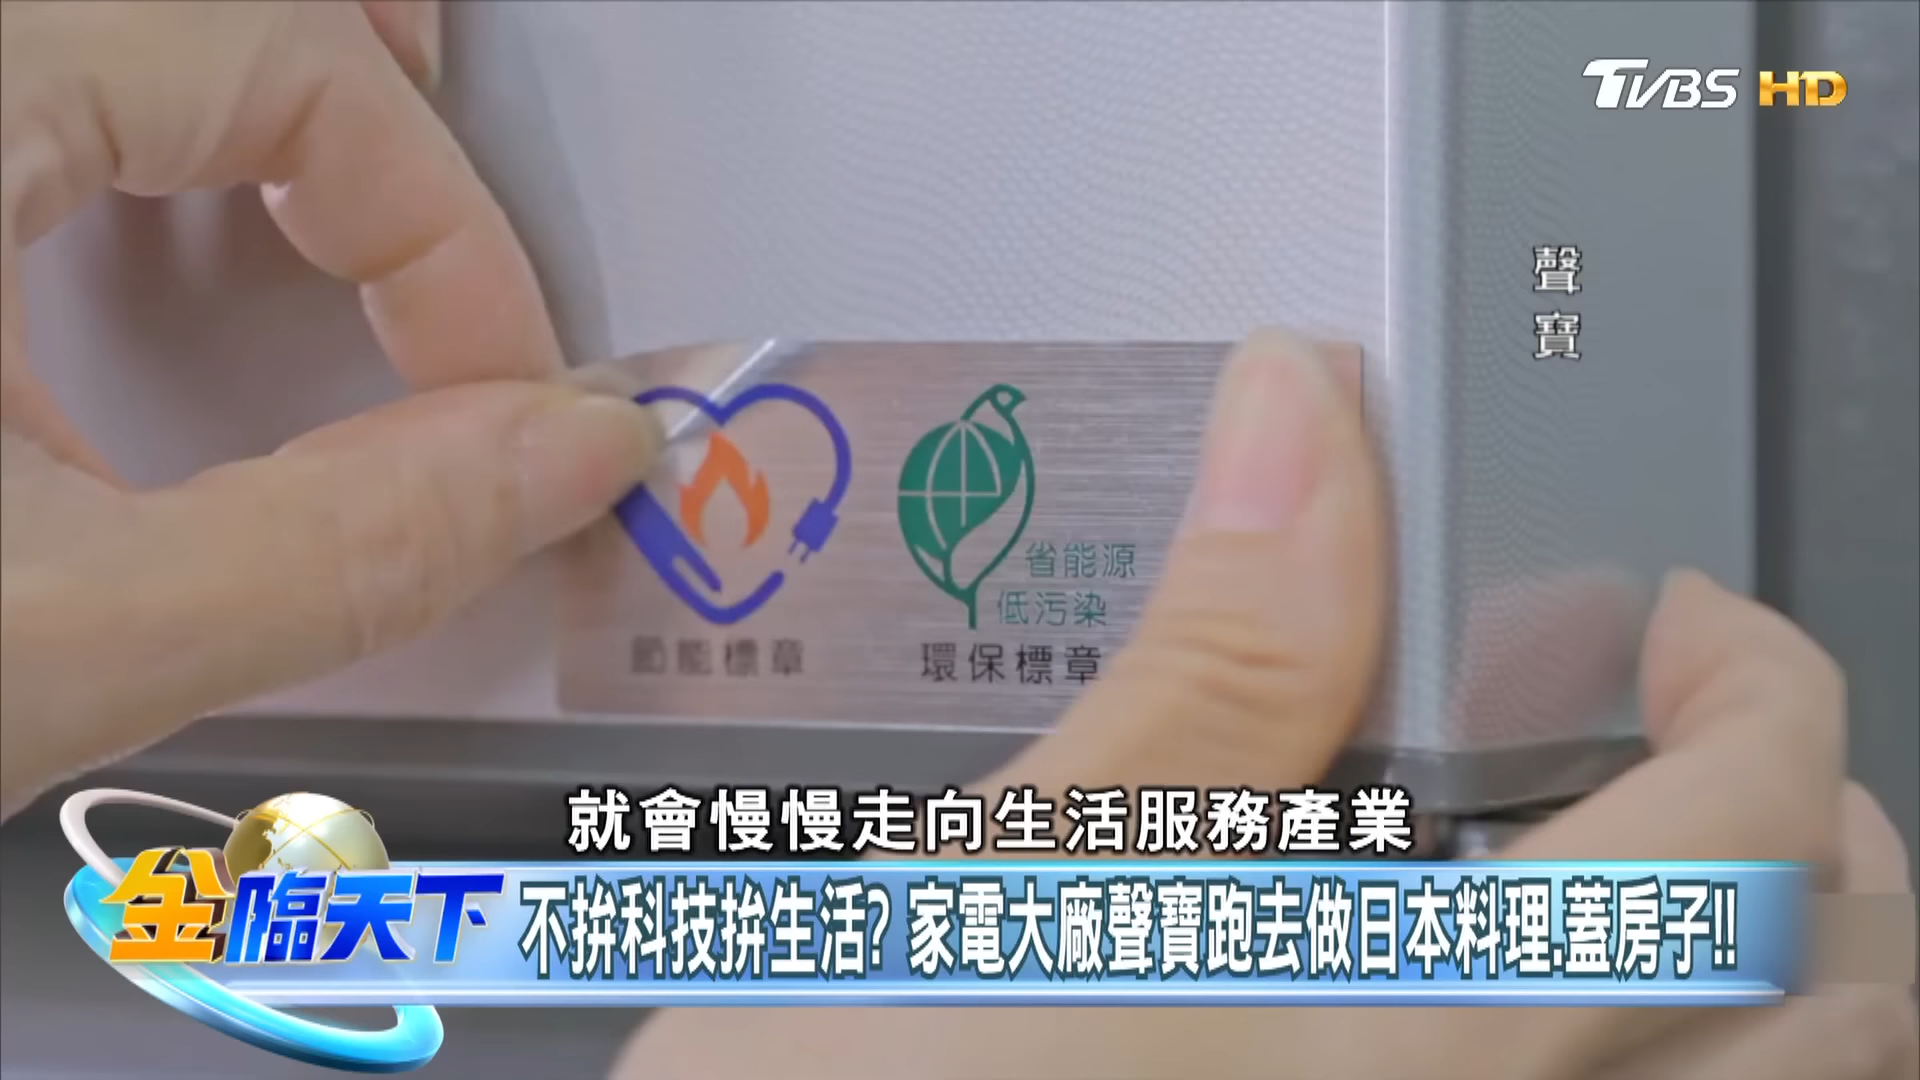 TVBS HD
聲寶
省能源
低污染
節能標章
環保標章
就會慢慢走向生活服務產業
金臨天下
不拚科技拚生活? 家電大廠聲寶跑去做日本料理.蓋房子!!